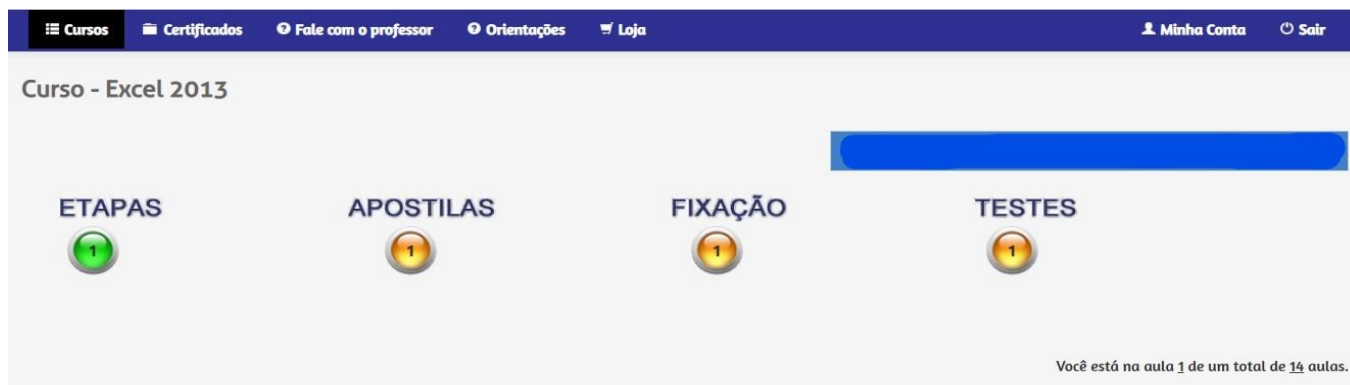 Cursos Certificados Fale com o professor Orientações Loja Minha Conta Sair
Curso - Excel 2013
ETAPAS APOSTILAS FIXAÇÃO TESTES
1 1 1 1
Você está na aula 1 de um total de 14 aulas.